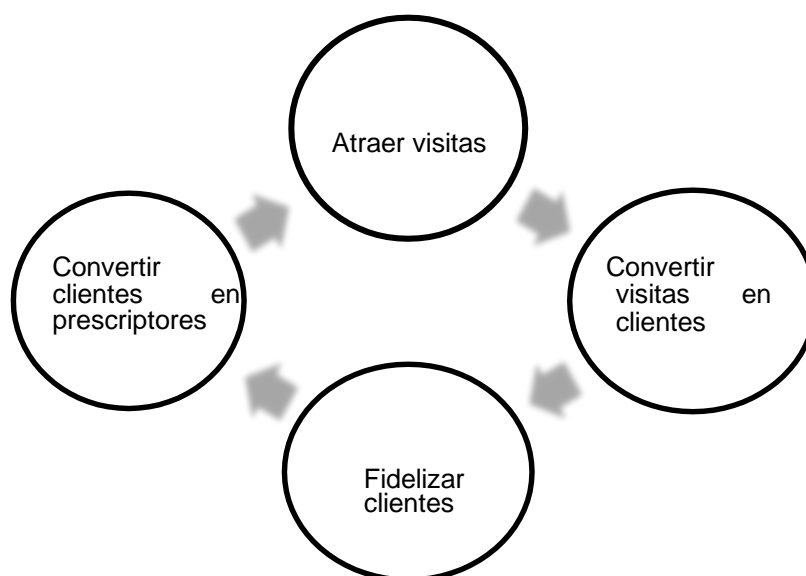 Atraer visitas
Convertir
clientes en
prescriptores
Convertir
visitas en
clientes
Fidelizar
clientes